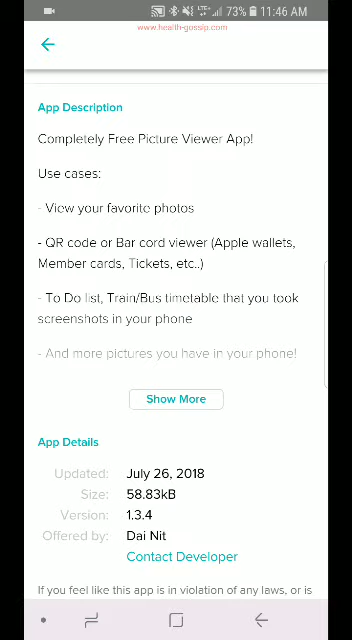 LTE+ 73% 11:46 AM
www.health-gossip.com
App Description
Completely Free Picture Viewer App!
Use cases:
- View your favorite photos
- QR code or Bar cord viewer (Apple wallets,
Member cards, Tickets, etc..)
- To Do list, Train/Bus timetable that you took
screenshots in your phone
- And more pictures you have in your phone!
Show More
App Details
Updated: July 26, 2018
Size: 58.83kB
Version: 1.3.4
Offered by: Dai Nit
Contact Developer
If you feel like this app is in violation of any laws, or is